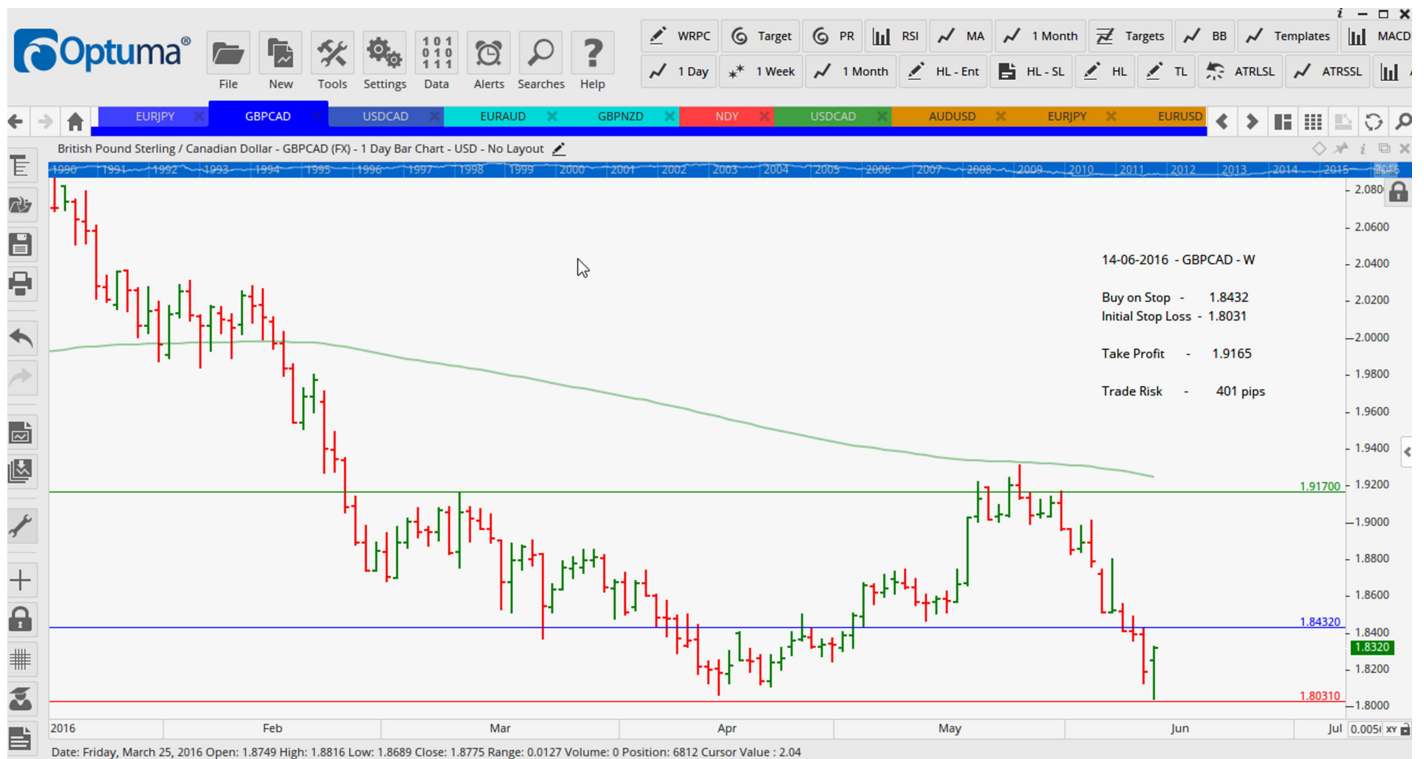 Optuma®
File
New
Tools
Settings
Data
Alerts
Searches
Help
WRPC
Target
PR
RSI
MA
1 Month
Targets
BB
Templates
MACD
1 Day
1 Week
1 Month
HL - Ent
HL - SL
HL
TL
ATRLSL
ATRSSL
EURJPY
GBPCAD
USDCAD
EURAUD
GBPNZD
NDY
USDCAD
AUDUSD
EURJPY
EURUSD
British Pound Sterling / Canadian Dollar - GBPCAD (FX) - 1 Day Bar Chart - USD - No Layout
1990 1991 1992 1993 1994 1995 1996 1997 1998 1999 2000 2001 2002 2003 2004 2005 2006 2007 2008 2009 2010 2011 2012 2013 2014 2015
2.080
2.0600
14-06-2016 - GBPCAD - W
2.0400
Buy on Stop - 1.8432
2.0200
Initial Stop Loss - 1.8031
2.0000
Take Profit - 1.9165
1.9800
Trade Risk - 401 pips
1.9600
1.9400
1.9200
1.91700
1.9000
1.8800
1.8600
1.84320
1.8400
1.8320
1.8200
1.80310
1.8000
2016 Feb Mar Apr May Jun Jul
XY
Date: Friday, March 25, 2016 Open: 1.8749 High: 1.8816 Low: 1.8689 Close: 1.8775 Range: 0.0127 Volume: 0 Position: 6812 Cursor Value : 2.04